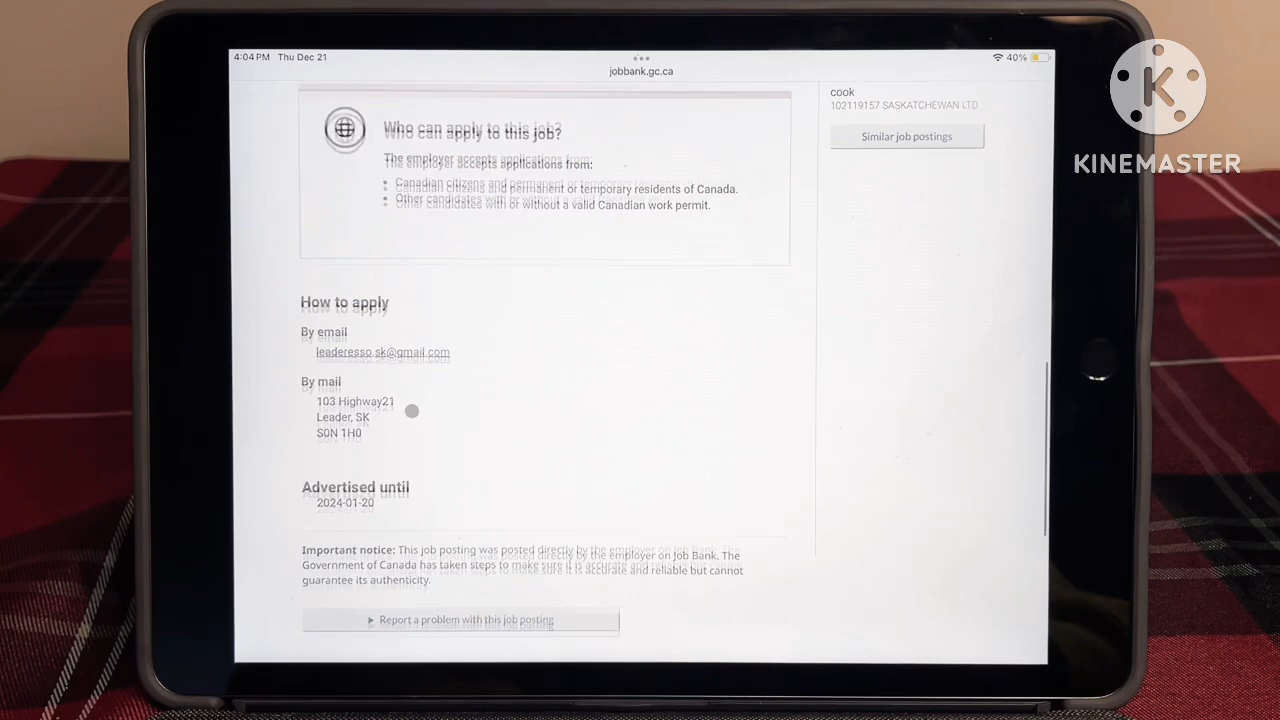 4:04 PM Thu Dec 21
40%
jobbank.gc.ca
K
KINEMASTER
cook
102119157 SASKATCHEWAN LTD.
Similar job postings
Who can apply to this job?
The employer accepts applications from:
Canadian citizens and permanent or temporary residents of Canada.
Other candidates with or without a valid Canadian work permit.
How to apply
By email
leaderesso.sk@gmail.com
By mail
103 Highway21
Leader, SK
S0N 1H0
Advertised until
2024-01-20
Important notice: This job posting was posted directly by the employer on Job Bank. The
Government of Canada has taken steps to make sure it is accurate and reliable but cannot
guarantee its authenticity.
Report a problem with this job posting